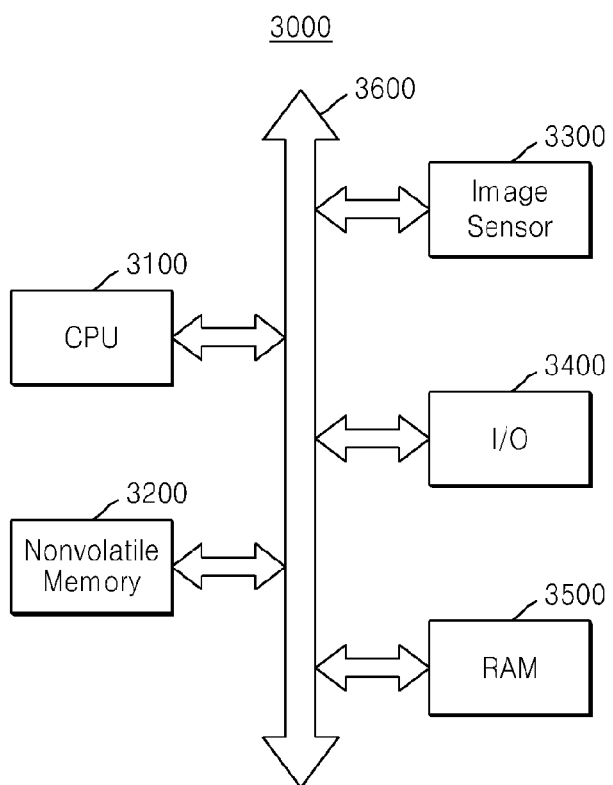 3000
3600
3300
Image
Sensor
3100
CPU
3400
I/O
3200
Nonvolatile
Memory
3500
RAM